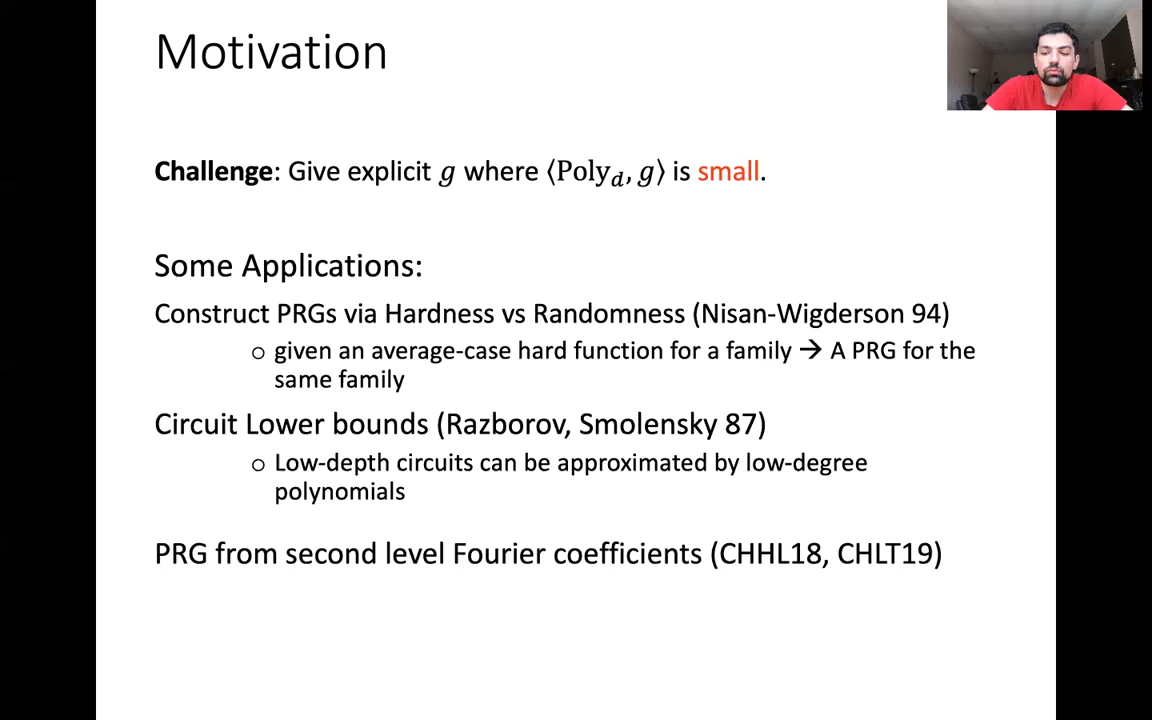 Motivation
Challenge: Give explicit g where ⟨Poly_d, g⟩ is small.
Some Applications:
Construct PRGs via Hardness vs Randomness (Nisan-Wigderson 94)
o given an average-case hard function for a family → A PRG for the
same family
Circuit Lower bounds (Razborov, Smolensky 87)
o Low-depth circuits can be approximated by low-degree
polynomials
PRG from second level Fourier coefficients (CHHL18, CHLT19)